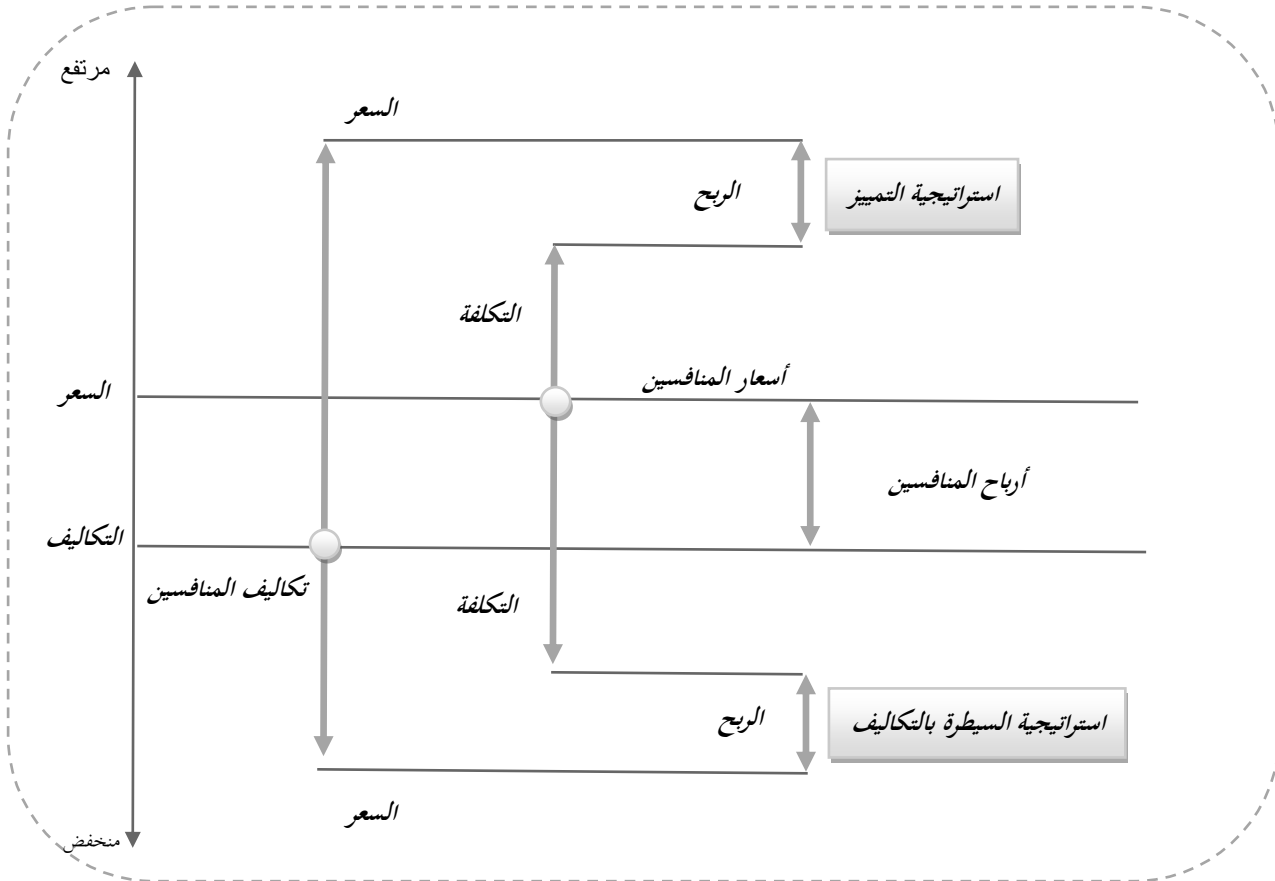 مرتفع
السعر
استراتيجية التمييز
الربح
التكلفة
أسعار المنافسين
السعر
أرباح المنافسين
التكاليف
تكاليف المنافسين
التكلفة
استراتيجية السيطرة بالتكاليف
الربح
السعر
منخفض